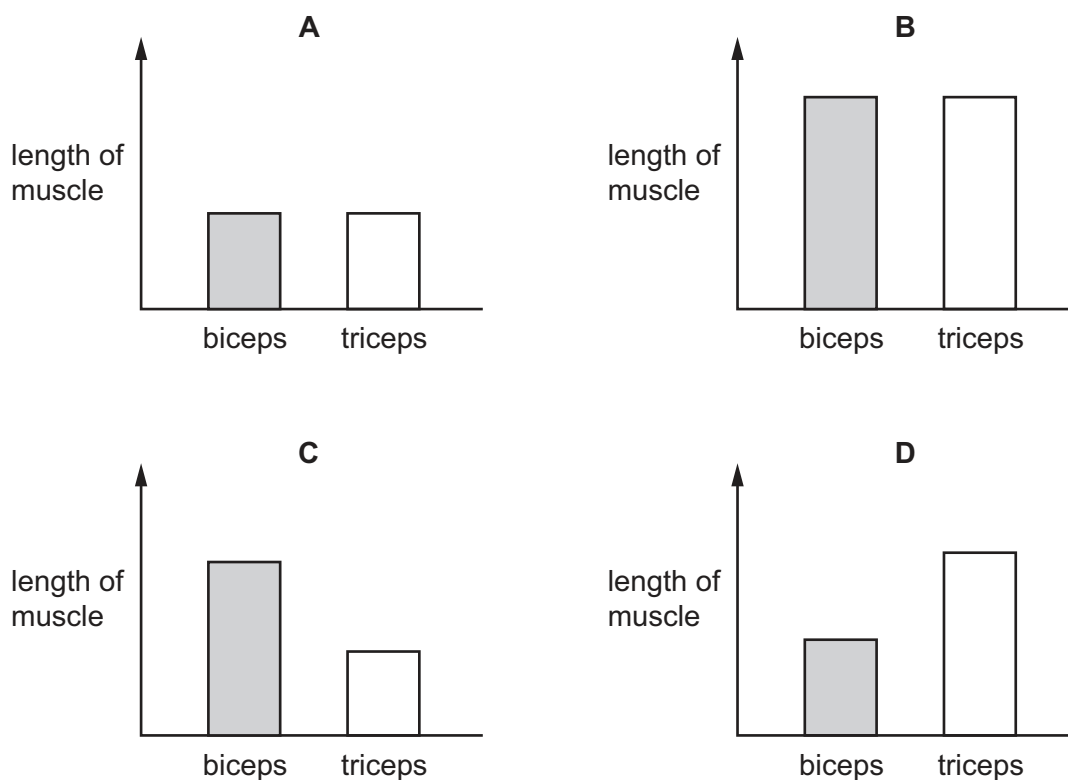 A
length of
muscle
biceps triceps
B
length of
muscle
biceps triceps
C
length of
muscle
biceps triceps
D
length of
muscle
biceps triceps